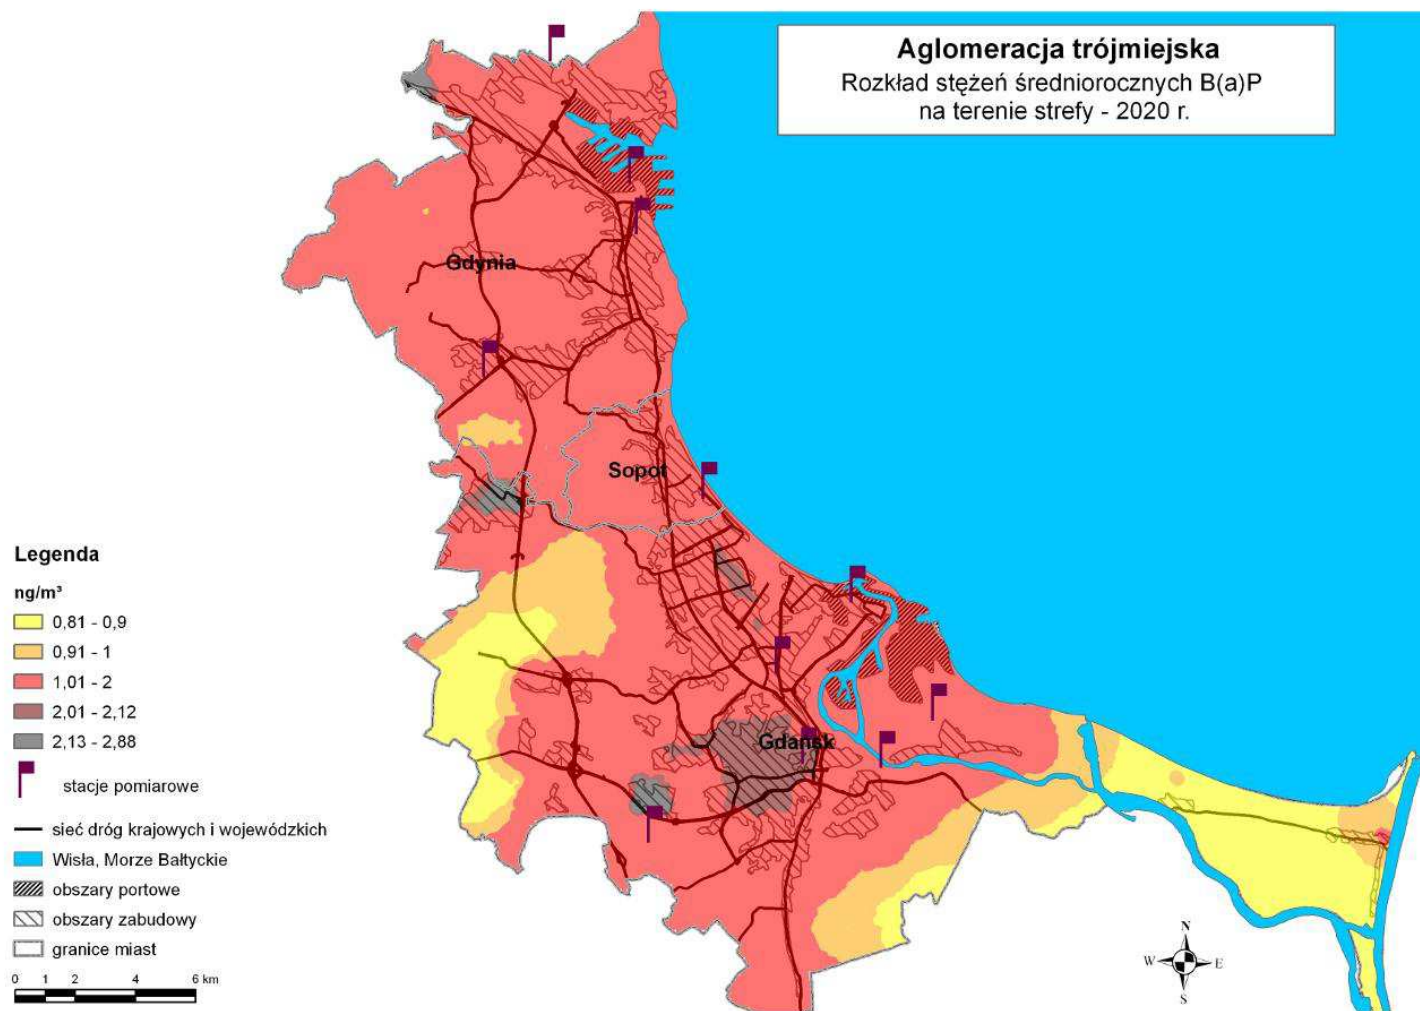 Aglomeracja trójmiejska
Rozkład stężeń średniorocznych B(a)P
na terenie strefy - 2020 r.
Gdynia
Sopot
Gdańsk
Legenda
ng/m³
0,81 - 0,9
0,91 - 1
1,01 - 2
2,01 - 2,12
2,13 - 2,88
stacje pomiarowe
sieć dróg krajowych i wojewódzkich
Wisła, Morze Bałtyckie
obszary portowe
obszary zabudowy
granice miast
0 1 2 4 6 km
N
W E
S